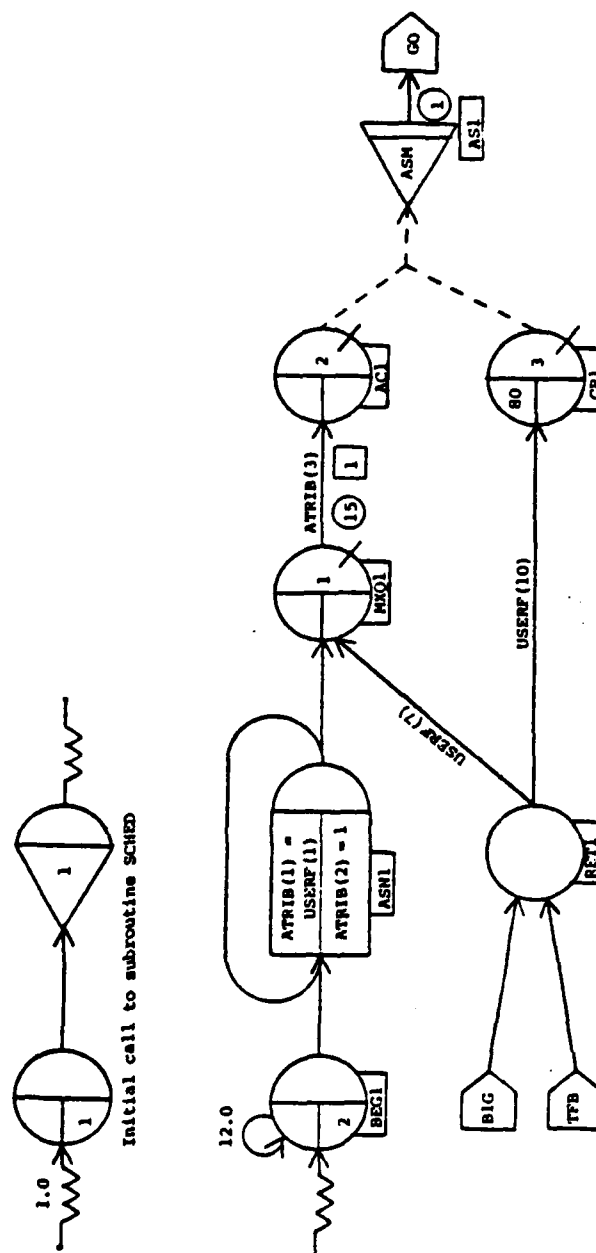 1.0
1
1
Initial call to subroutine SCHED
12.0
2
BEG1
ATRIB(1) =
USERF(1)
ATRIB(2) = 1
ASN1
1
MXQ1
ATRIB(3)
15
1
2
AC1
ASM
1
AS1
GO
BIG
TFB
RET1
USERF(7)
USERF(10)
80
3